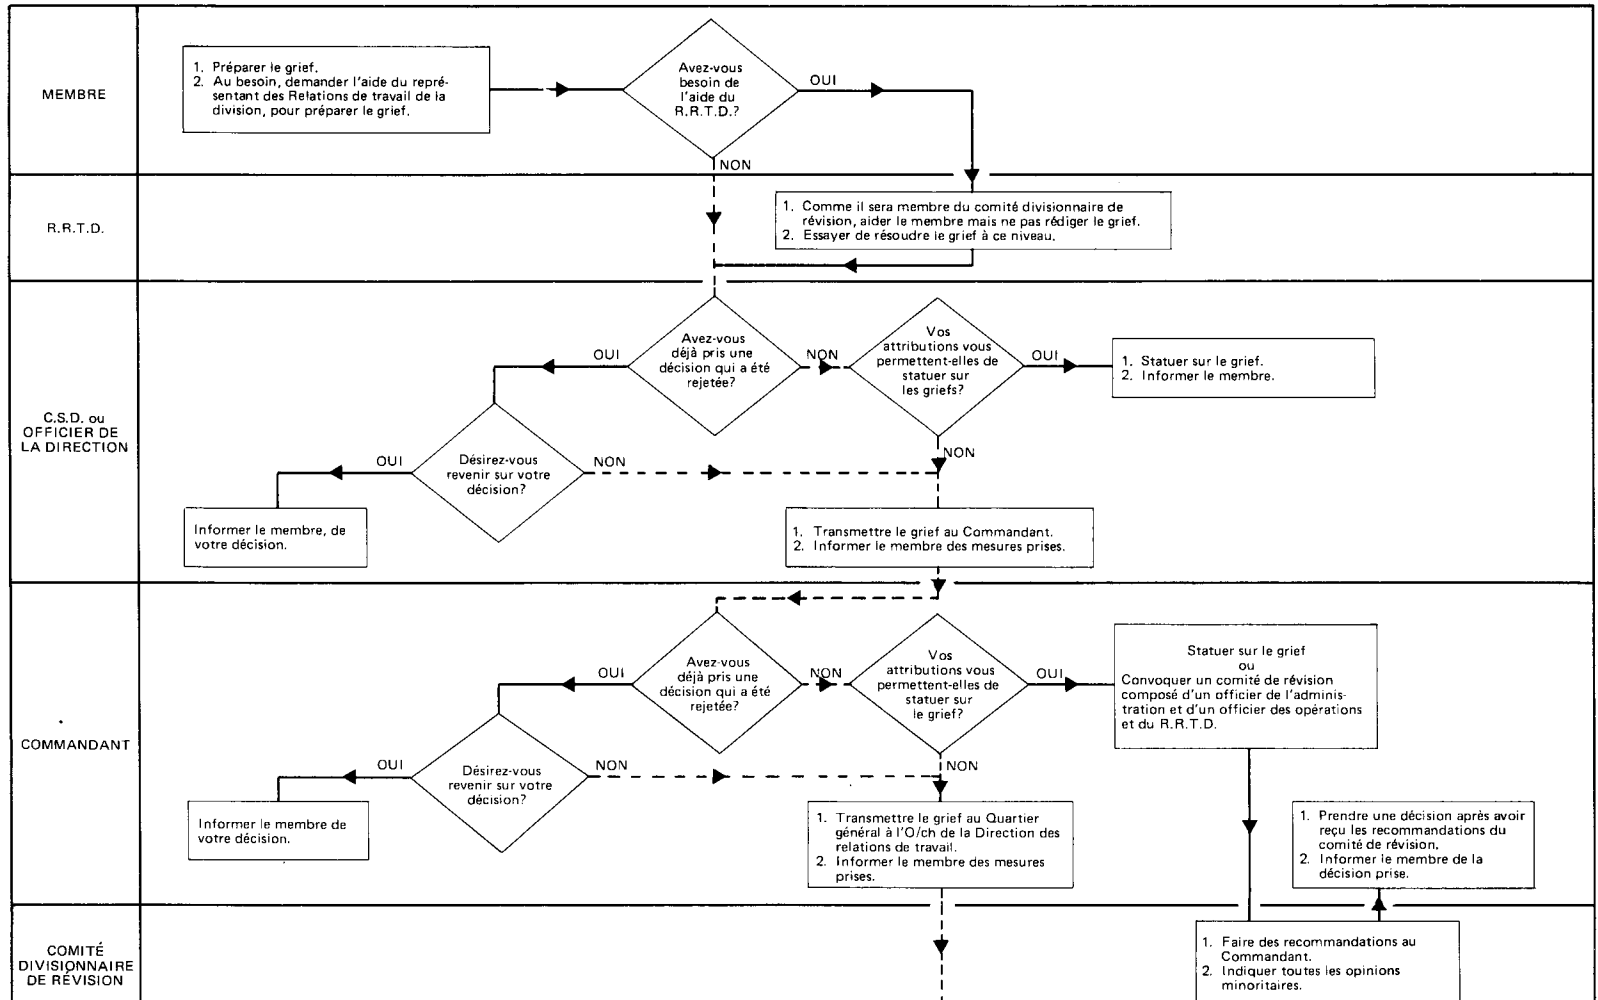 MEMBRE
1. Préparer le grief.
2. Au besoin, demander l'aide du repré-
sentant des Relations de travail de la
division, pour préparer le grief.
Avez-vous
besoin de
l'aide du
R.R.T.D.?
OUI
NON
R.R.T.D.
1. Comme il sera membre du comité divisionnaire de
révision, aider le membre mais ne pas rédiger le grief.
2. Essayer de résoudre le grief à ce niveau.
C.S.D. ou
OFFICIER DE
LA DIRECTION
Avez-vous
déjà pris une
décision qui a été
rejetée?
OUI
NON
Vos
attributions vous
permettent-elles de
statuer sur
les griefs?
OUI
1. Statuer sur le grief.
2. Informer le membre.
NON
Désirez-vous
revenir sur votre
décision?
OUI
NON
Informer le membre, de
votre décision.
1. Transmettre le grief au Commandant.
2. Informer le membre des mesures prises.
COMMANDANT
Avez-vous
déjà pris une
décision qui a été
rejetée?
OUI
NON
Vos
attributions vous
permettent-elles de
statuer sur
le grief?
OUI
Statuer sur le grief
ou
Convoquer un comité de révision
composé d'un officier de l'adminis-
tration et d'un officier des opérations
et du R.R.T.D.
NON
Désirez-vous
revenir sur votre
décision?
OUI
NON
Informer le membre de
votre décision.
1. Transmettre le grief au Quartier
général à l'O/ch de la Direction des
relations de travail.
2. Informer le membre des mesures
prises.
1. Prendre une décision après avoir
reçu les recommandations du
comité de révision.
2. Informer le membre de la
décision prise.
COMITÉ
DIVISIONNAIRE
DE RÉVISION
1. Faire des recommandations au
Commandant.
2. Indiquer toutes les opinions
minoritaires.